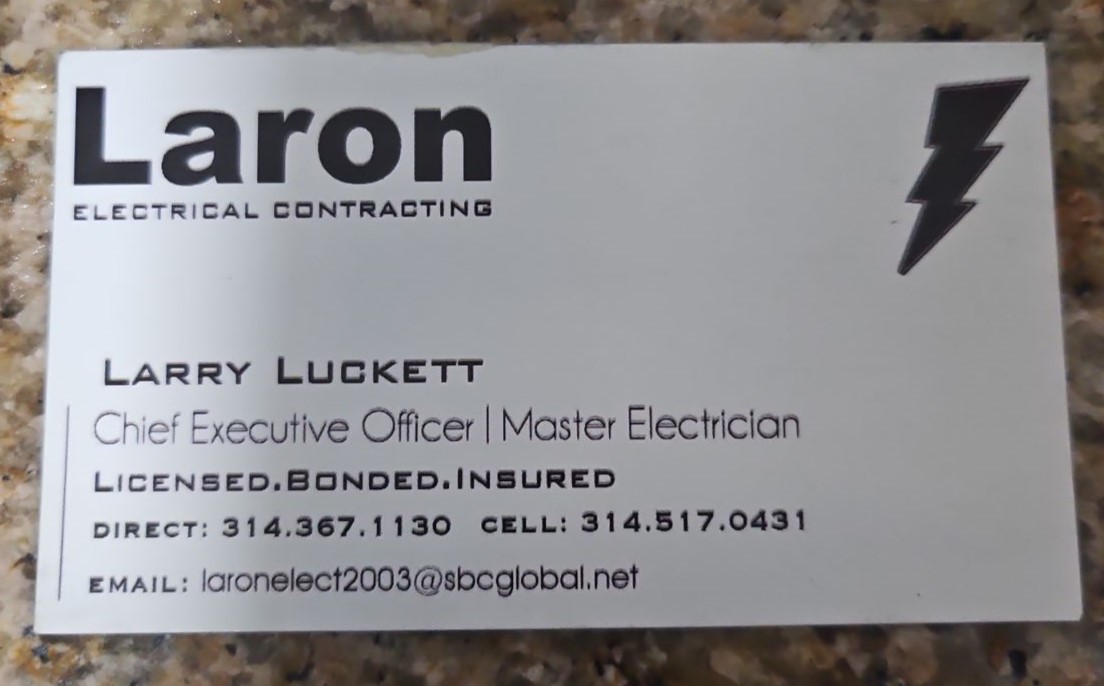 Laron
ELECTRICAL CONTRACTING
LARRY LUCKETT
Chief Executive Officer | Master Electrician
LICENSED.BONDED.INSURED
DIRECT: 314.367.1130 CELL: 314.517.0431
EMAIL: laronelect2003@sbcglobal.net